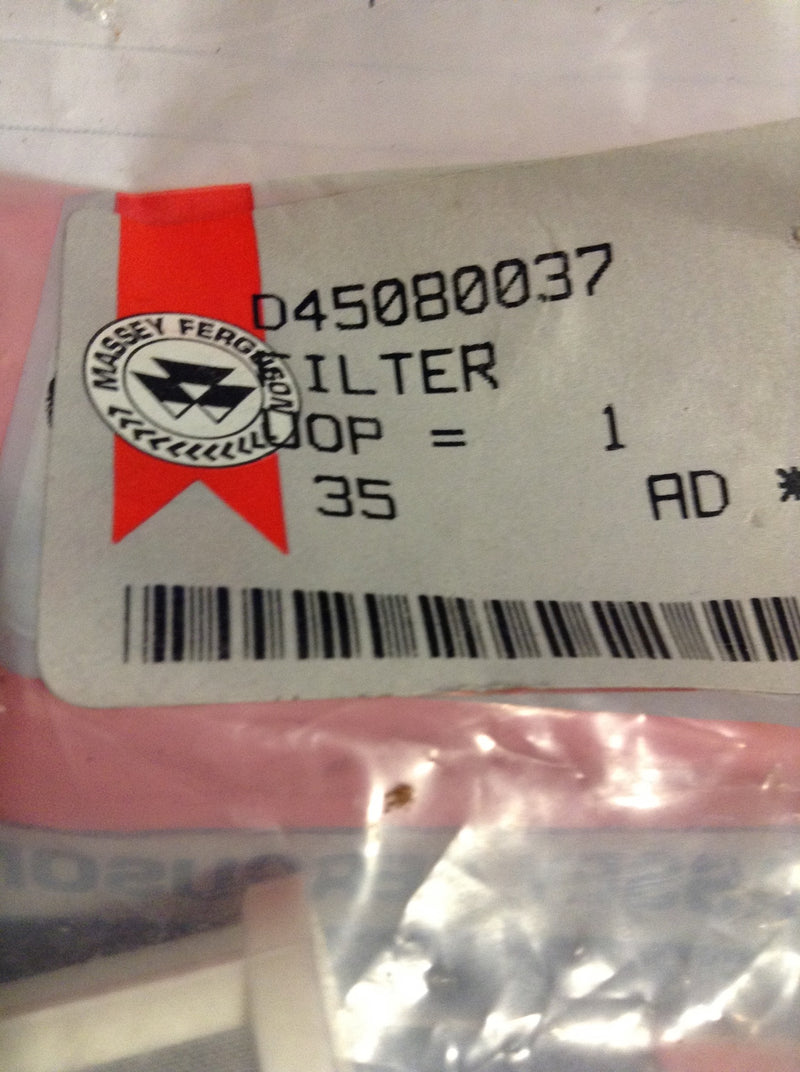 MASSEY FERGUSON
D45080037
FILTER
UOP = 1
35 AD *